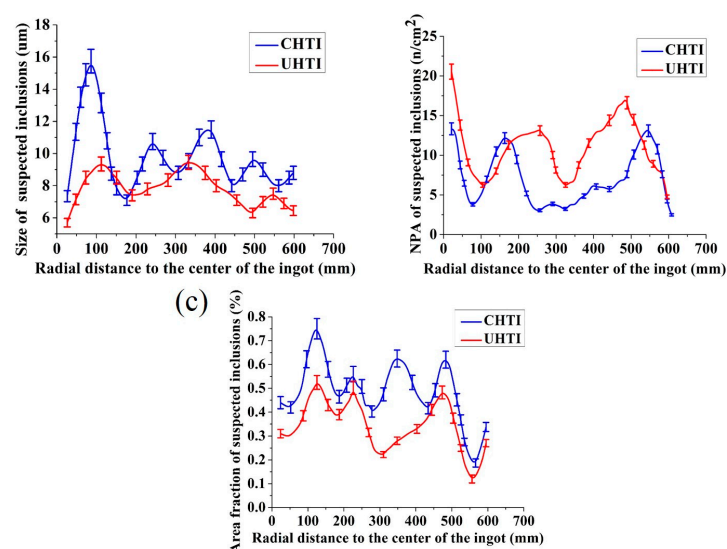 Size of suspected inclusions (um)
18
16
14
12
10
8
6
CHTI
UHTI
0 100 200 300 400 500 600 700
Radial distance to the center of the ingot (mm)
NPA of suspected inclusions (n/cm²)
25
20
15
10
5
0
CHTI
UHTI
0 100 200 300 400 500 600 700
Radial distance to the center of the ingot (mm)
(c)
Area fraction of suspected inclusions (%)
0.8
0.7
0.6
0.5
0.4
0.3
0.2
0.1
0.0
CHTI
UHTI
0 100 200 300 400 500 600 700
Radial distance to the center of the ingot (mm)